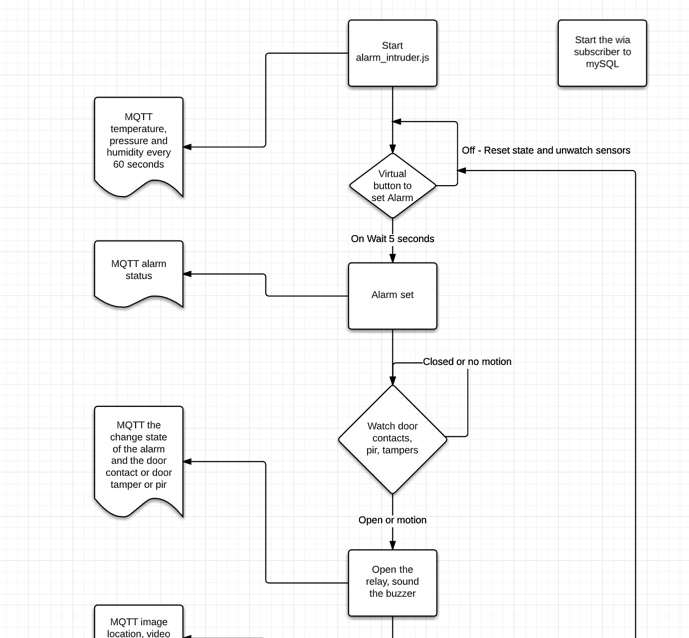 Start
alarm_intruder.js
Start the wia
subscriber to
mySQL
MQTT
temperature,
pressure and
humidity every
60 seconds
Off - Reset state and unwatch sensors
Virtual
button to
set Alarm
On Wait 5 seconds
MQTT alarm
status
Alarm set
Closed or no motion
Watch door
contacts,
pir, tampers
MQTT the
change state
of the alarm
and the door
contact or door
tamper or pir
Open or motion
Open the
relay, sound
the buzzer
MQTT image
location, video